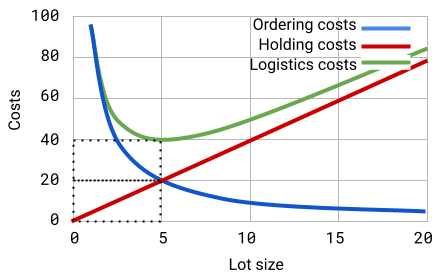 100
80
60
40
20
0
Costs
Ordering costs
Holding costs
Logistics costs
0 5 10 15 20
Lot size